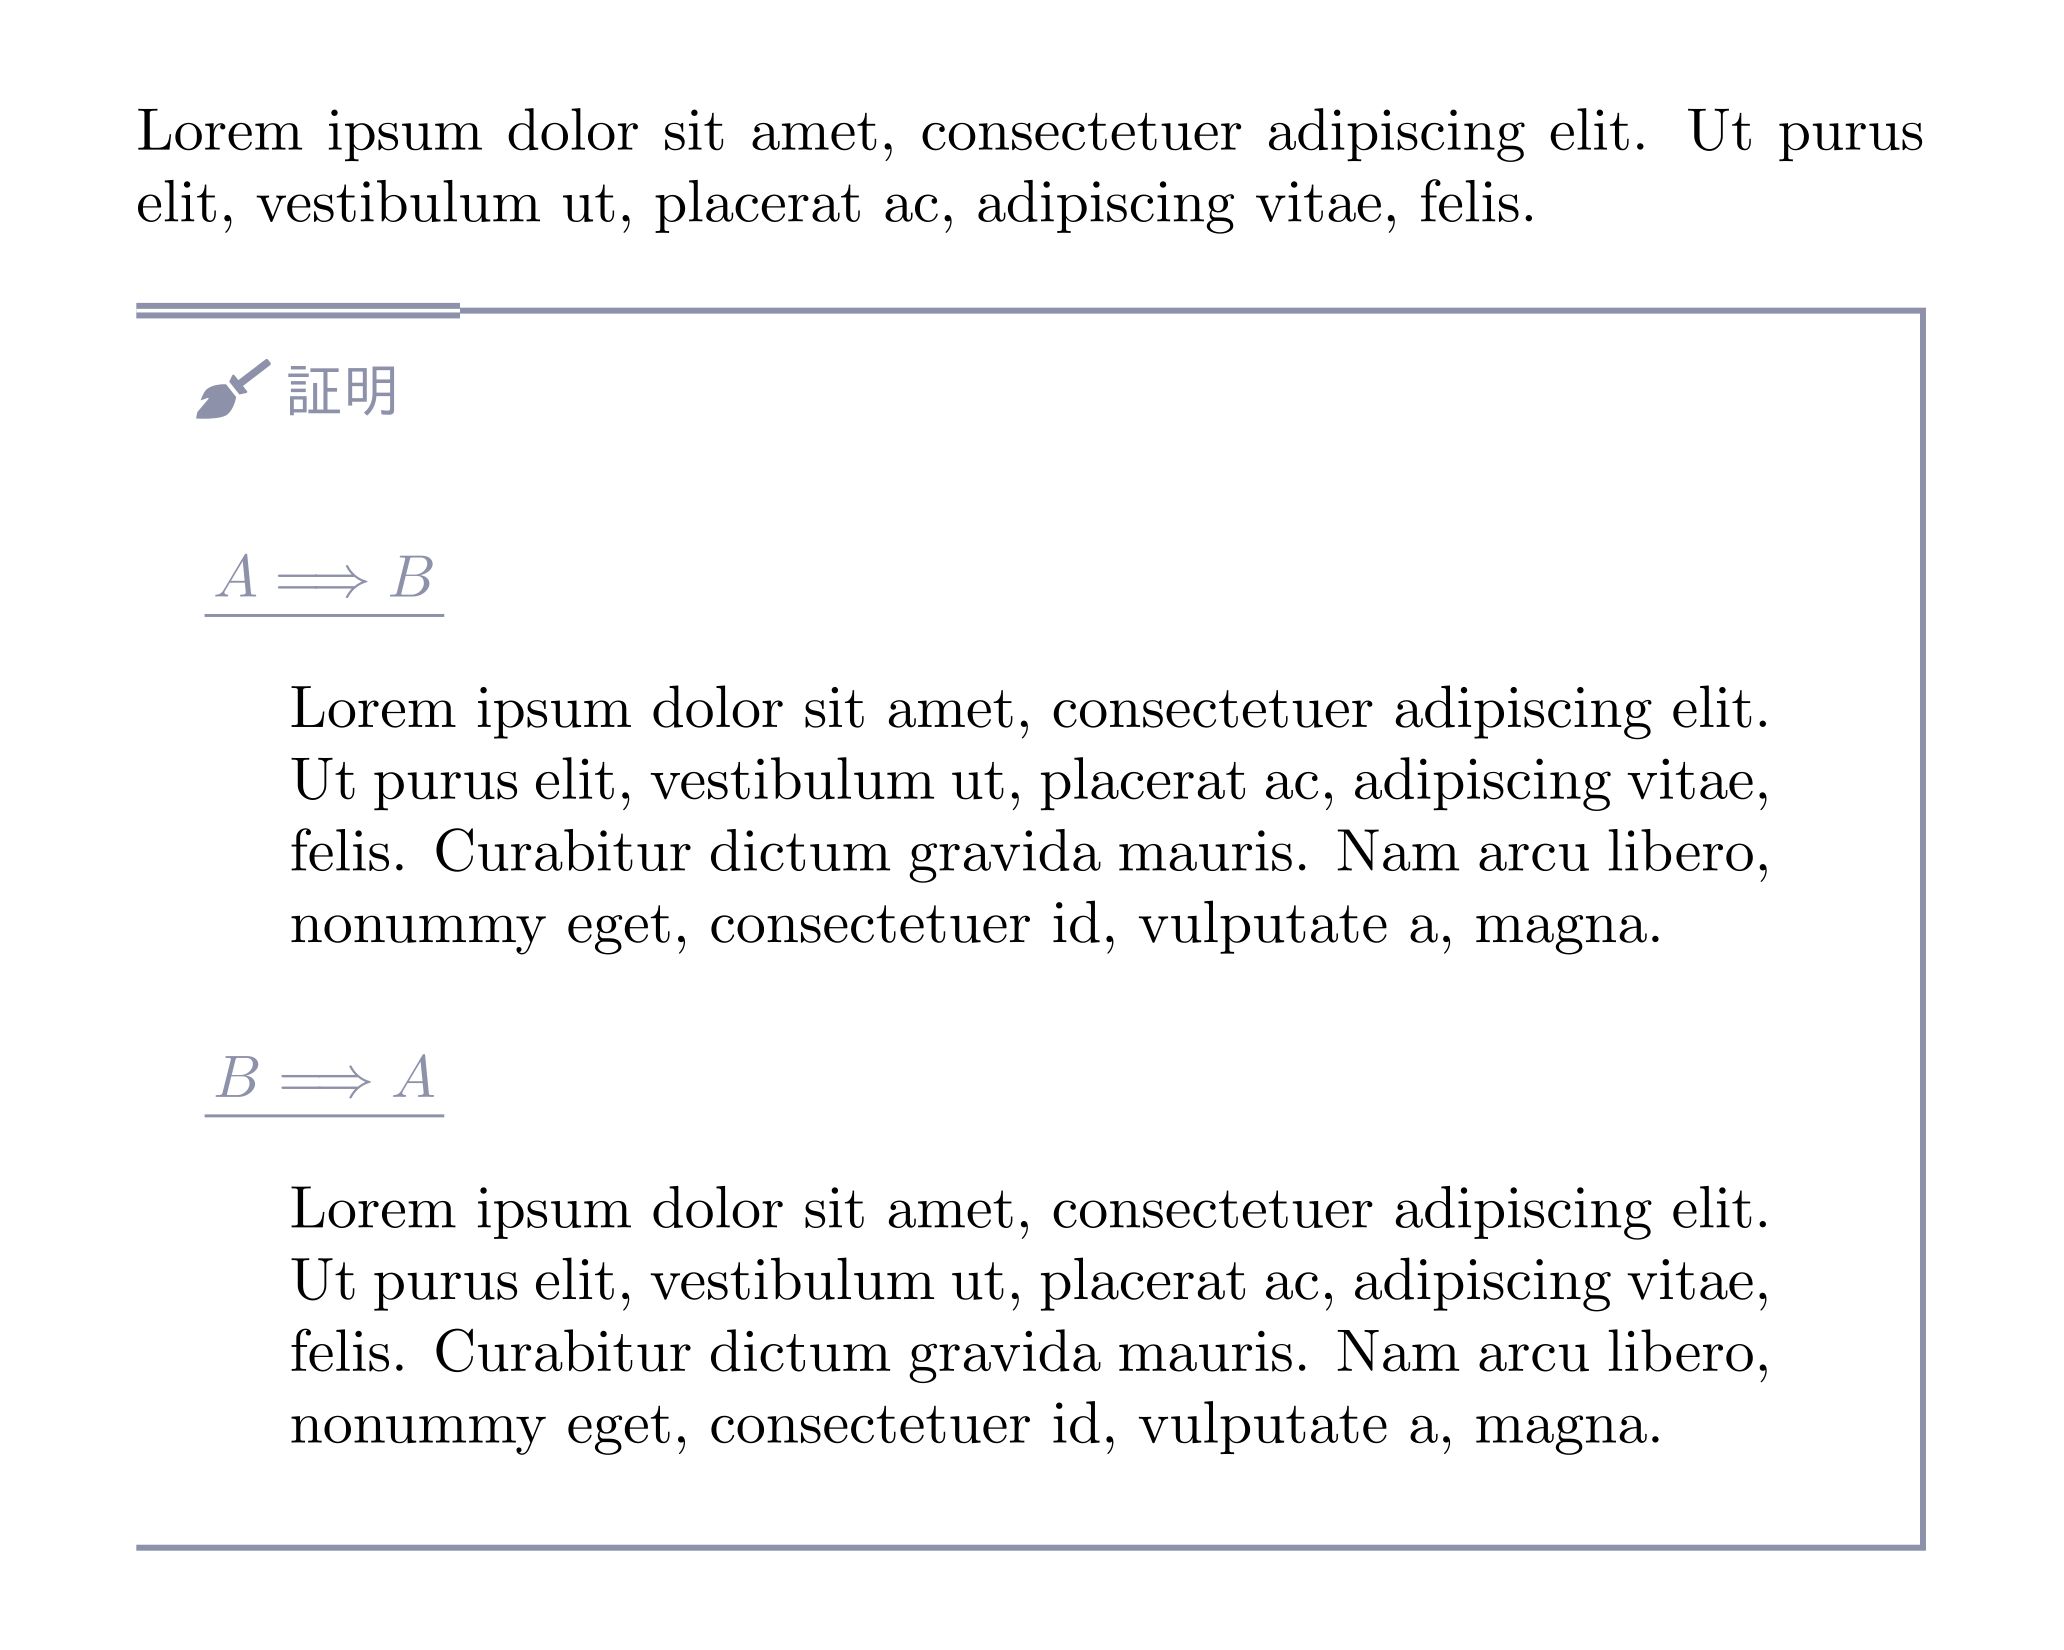 Lorem ipsum dolor sit amet, consectetuer adipiscing elit. Ut purus
elit, vestibulum ut, placerat ac, adipiscing vitae, felis.
証明
A ⟹ B
Lorem ipsum dolor sit amet, consectetuer adipiscing elit.
Ut purus elit, vestibulum ut, placerat ac, adipiscing vitae,
felis. Curabitur dictum gravida mauris. Nam arcu libero,
nonummy eget, consectetuer id, vulputate a, magna.
B ⟹ A
Lorem ipsum dolor sit amet, consectetuer adipiscing elit.
Ut purus elit, vestibulum ut, placerat ac, adipiscing vitae,
felis. Curabitur dictum gravida mauris. Nam arcu libero,
nonummy eget, consectetuer id, vulputate a, magna.